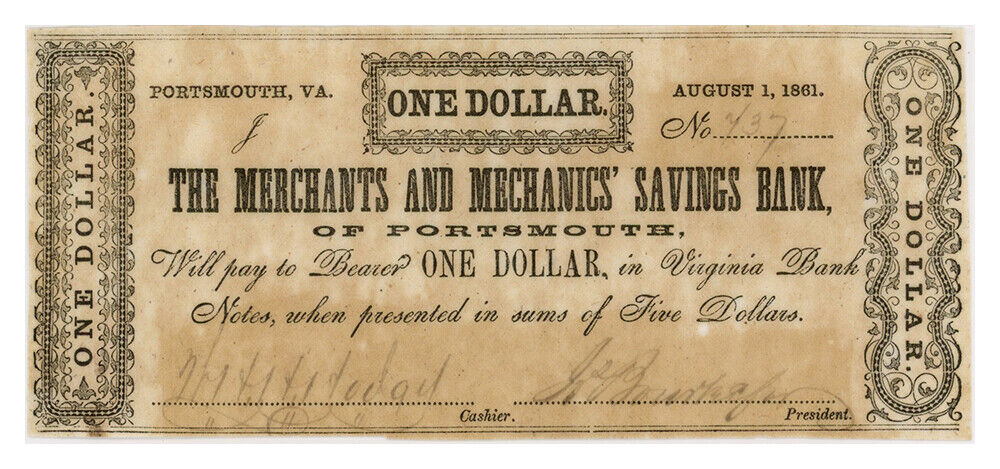 ONE DOLLAR.
PORTSMOUTH, VA.
ONE DOLLAR.
AUGUST 1, 1861.
J
No 737
THE MERCHANTS AND MECHANICS' SAVINGS BANK,
OF PORTSMOUTH,
Will pay to Bearer ONE DOLLAR, in Virginia Bank
Notes, when presented in sums of Five Dollars.
Cashier.
President.
ONE DOLLAR.